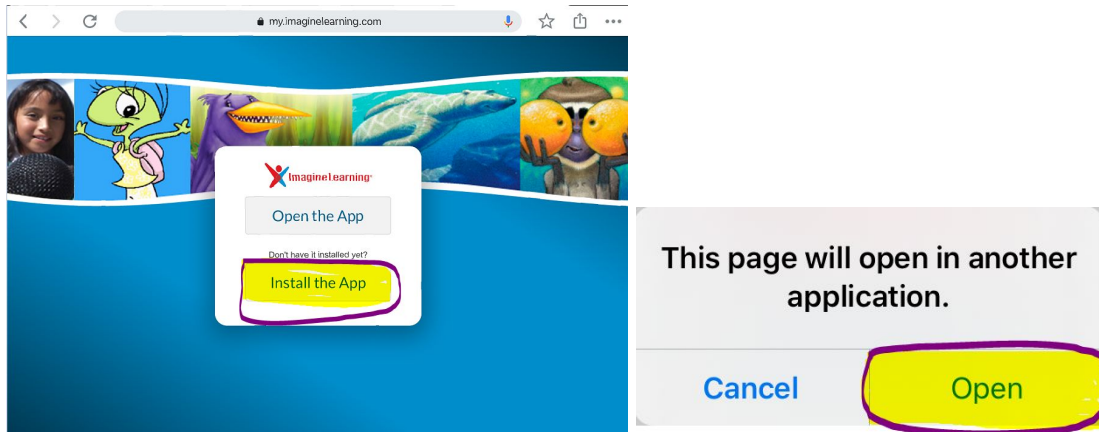 my.imaginelearning.com
ImagineLearning
Open the App
Don't have it installed yet?
Install the App
This page will open in another
application.
Cancel
Open